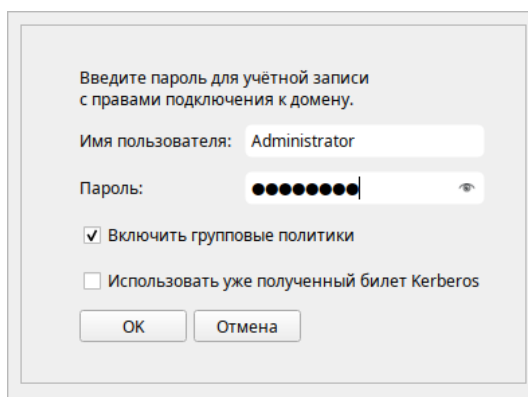 Введите пароль для учётной записи
с правами подключения к домену.
Имя пользователя: Administrator
Пароль: ●●●●●●●●
Включить групповые политики
Использовать уже полученный билет Kerberos
OK Отмена